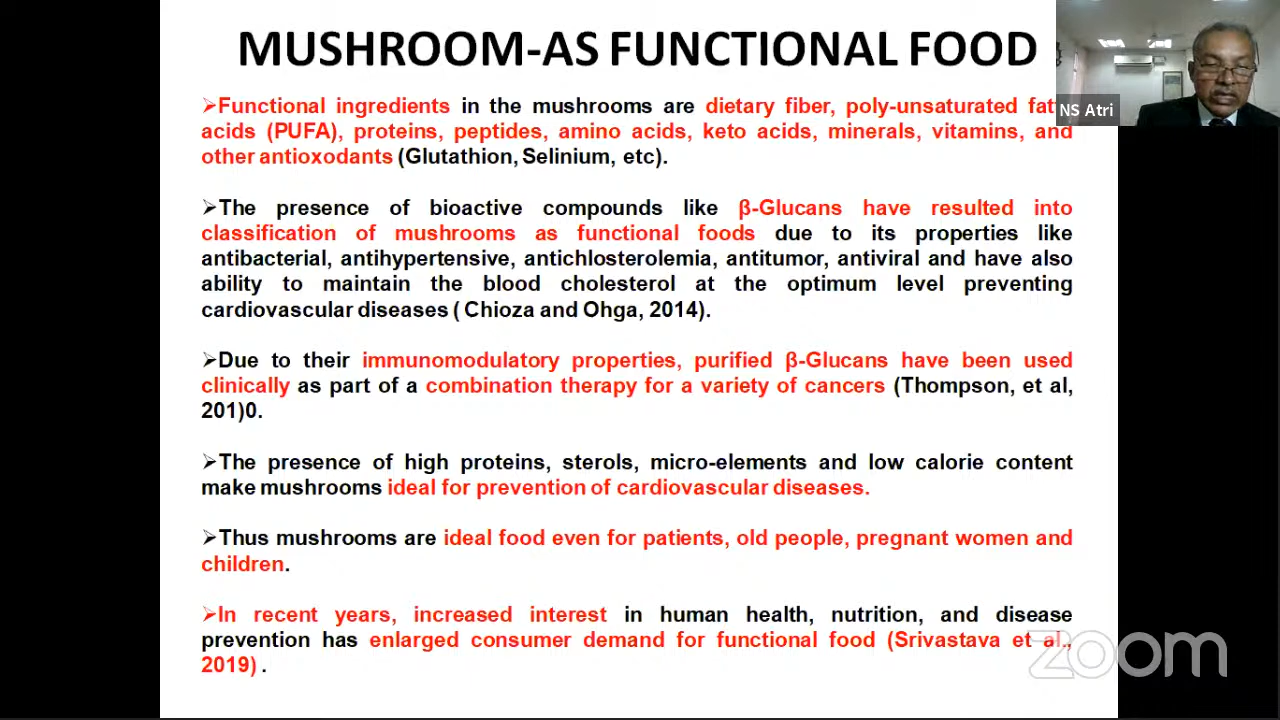 MUSHROOM-AS FUNCTIONAL FOOD
NS Atri
➢Functional ingredients in the mushrooms are dietary fiber, poly-unsaturated
acids (PUFA), proteins, peptides, amino acids, keto acids, minerals, vitamins, and
other antioxodants (Glutathion, Selinium, etc).
➢The presence of bioactive compounds like β-Glucans have resulted into
classification of mushrooms as functional foods due to its properties like
antibacterial, antihypertensive, antichlosterolemia, antitumor, antiviral and have also
ability to maintain the blood cholesterol at the optimum level preventing
cardiovascular diseases ( Chioza and Ohga, 2014).
➢Due to their immunomodulatory properties, purified β-Glucans have been used
clinically as part of a combination therapy for a variety of cancers (Thompson, et al,
201)0.
➢The presence of high proteins, sterols, micro-elements and low calorie content
make mushrooms ideal for prevention of cardiovascular diseases.
➢Thus mushrooms are ideal food even for patients, old people, pregnant women and
children.
➢In recent years, increased interest in human health, nutrition, and disease
prevention has enlarged consumer demand for functional food (Srivastava et al.,
2019) .
zoom